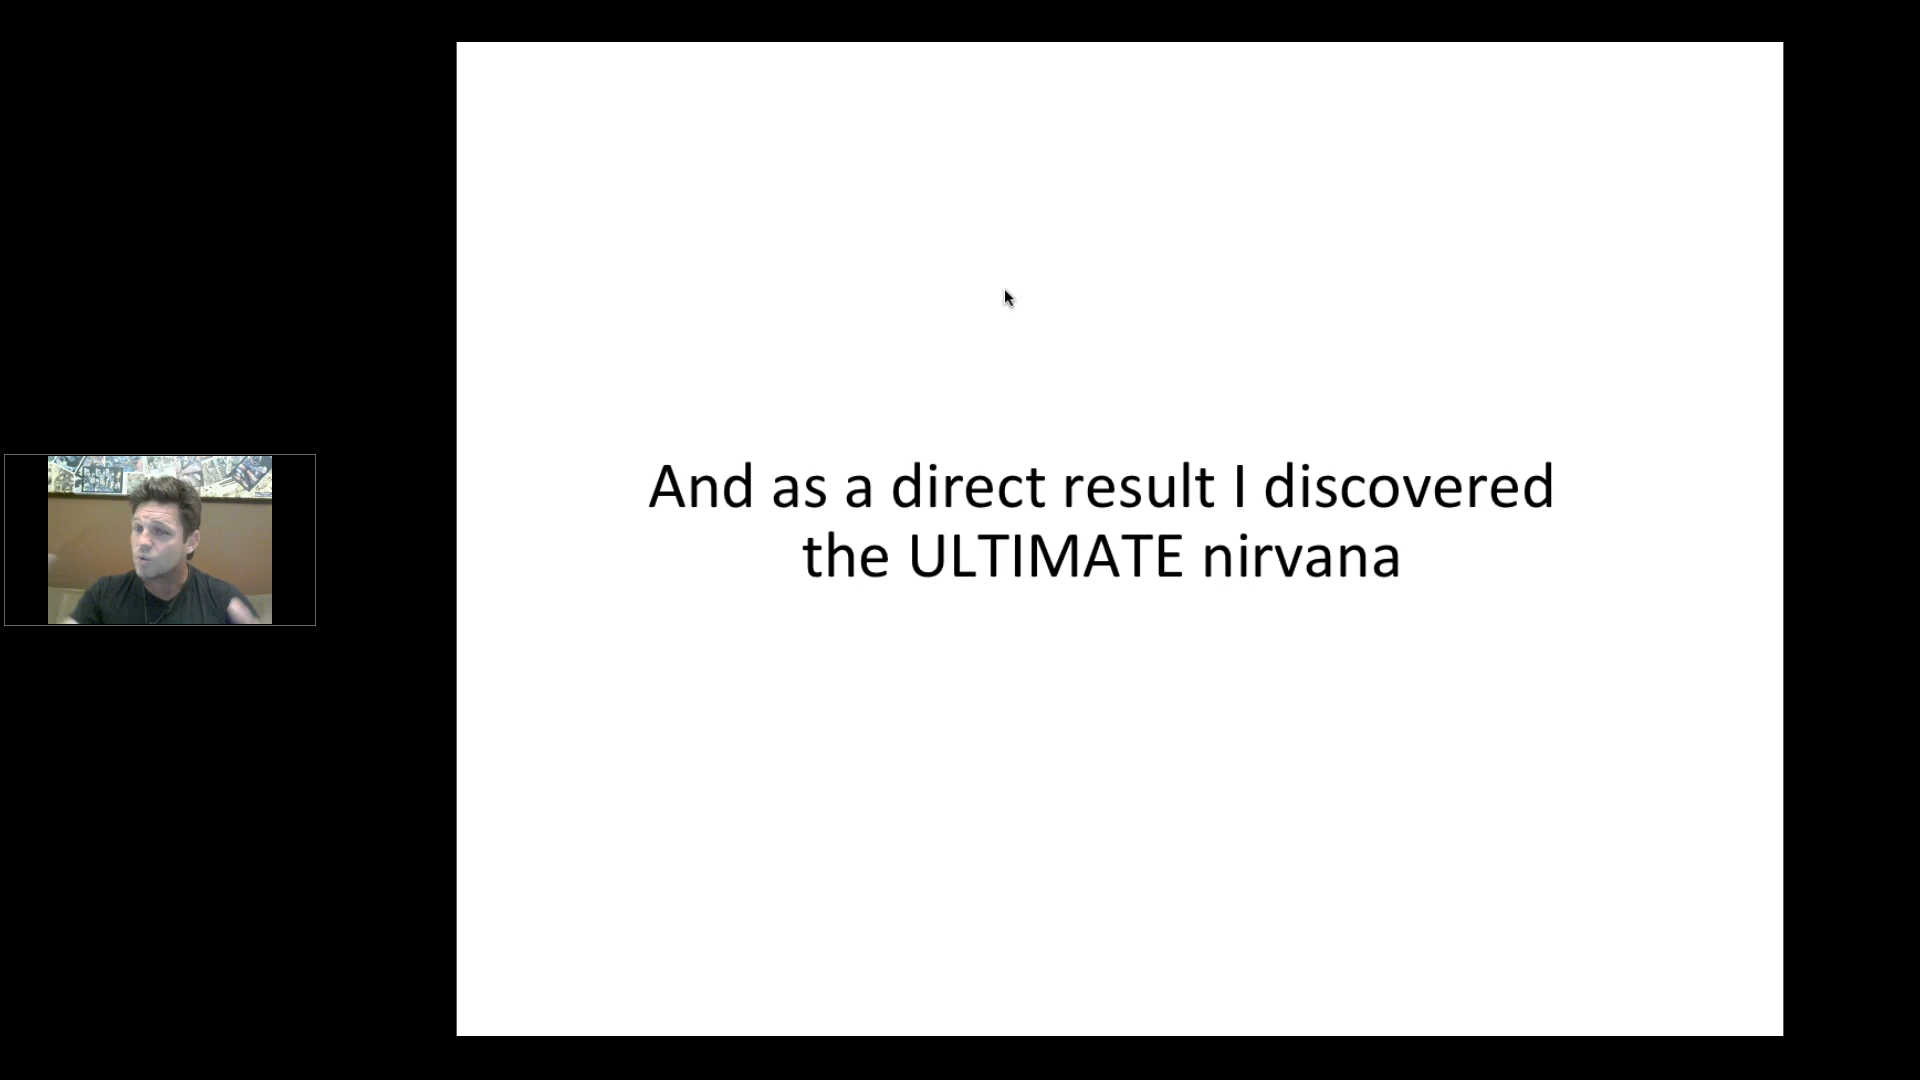 And as a direct result I discovered
the ULTIMATE nirvana